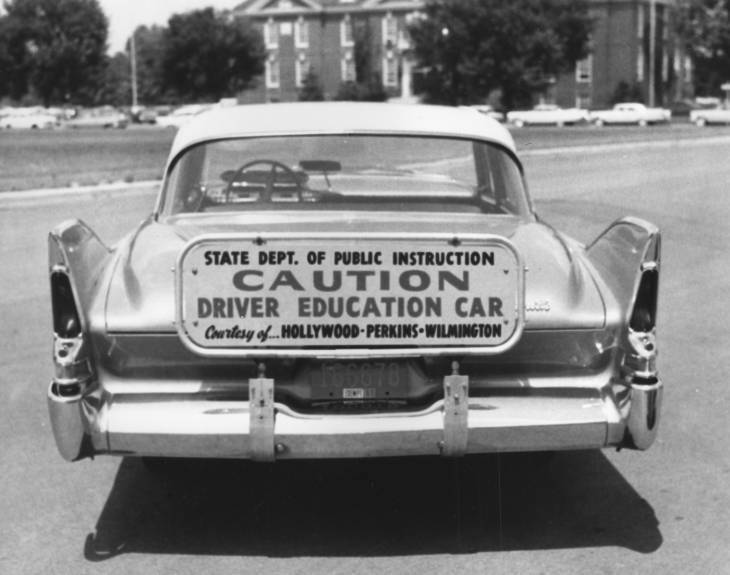 STATE DEPT. OF PUBLIC INSTRUCTION
CAUTION
DRIVER EDUCATION CAR
Courtesy of... HOLLYWOOD - PERKINS - WILMINGTON